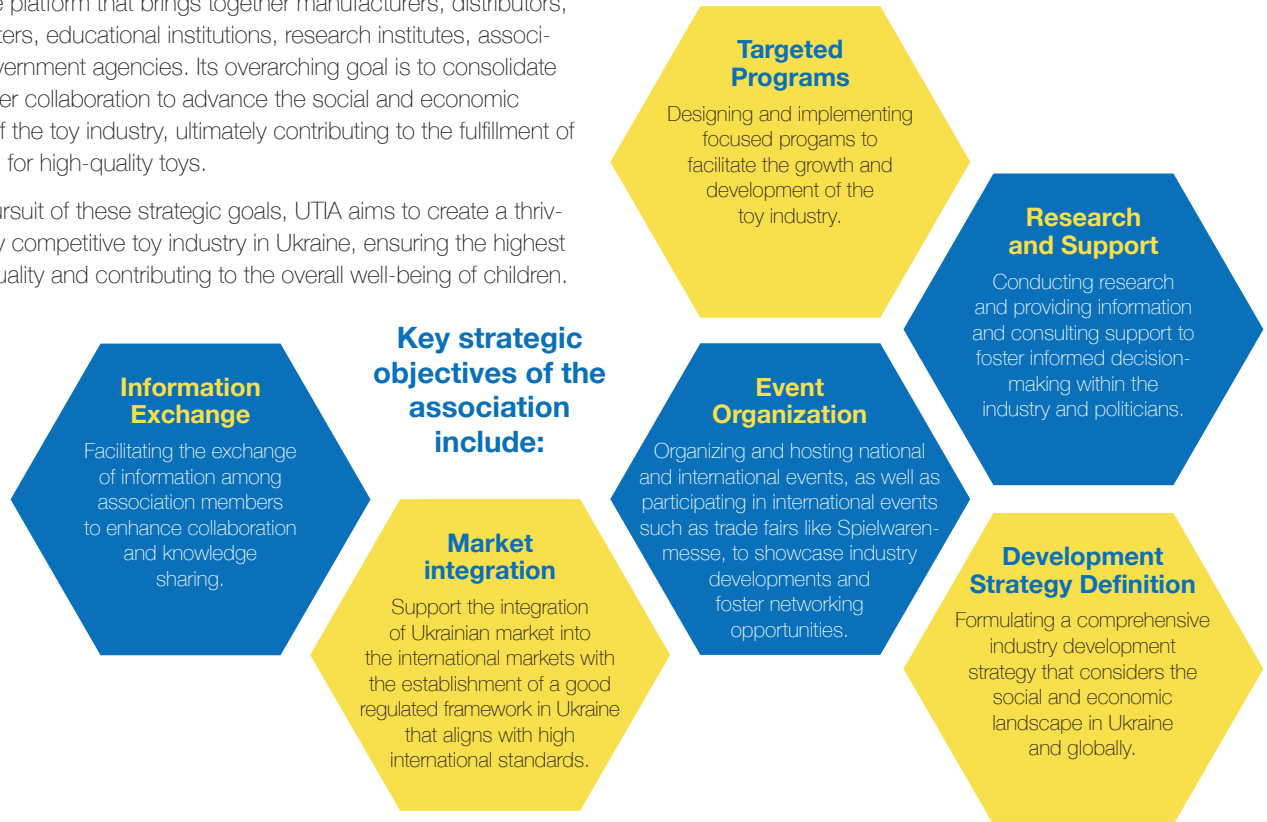 platform that brings together manufacturers, distributors,
educational institutions, research institutes, associ-
agencies. Its overarching goal is to consolidate
collaboration to advance the social and economic
of the toy industry, ultimately contributing to the fulfillment of
for high-quality toys.
of these strategic goals, UTIA aims to create a thriv-
competitive toy industry in Ukraine, ensuring the highest
and contributing to the overall well-being of children.
Key strategic
objectives of the
association
include:
Information
Exchange
Facilitating the exchange
of information among
association members
to enhance collaboration
and knowledge
sharing.
Market
integration
Support the integration
of Ukrainian market into
the international markets with
the establishment of a good
regulated framework in Ukraine
that aligns with high
international standards.
Targeted
Programs
Designing and implementing
focused progams to
facilitate the growth and
development of the
toy industry.
Event
Organization
Organizing and hosting national
and international events, as well as
participating in international events
such as trade fairs like Spielwaren-
messe, to showcase industry
developments and
foster networking
opportunities.
Research
and Support
Conducting research
and providing information
and consulting support to
foster informed decision-
making within the
industry and politicians.
Development
Strategy Definition
Formulating a comprehensive
industry development
strategy that considers the
social and economic
landscape in Ukraine
and globally.